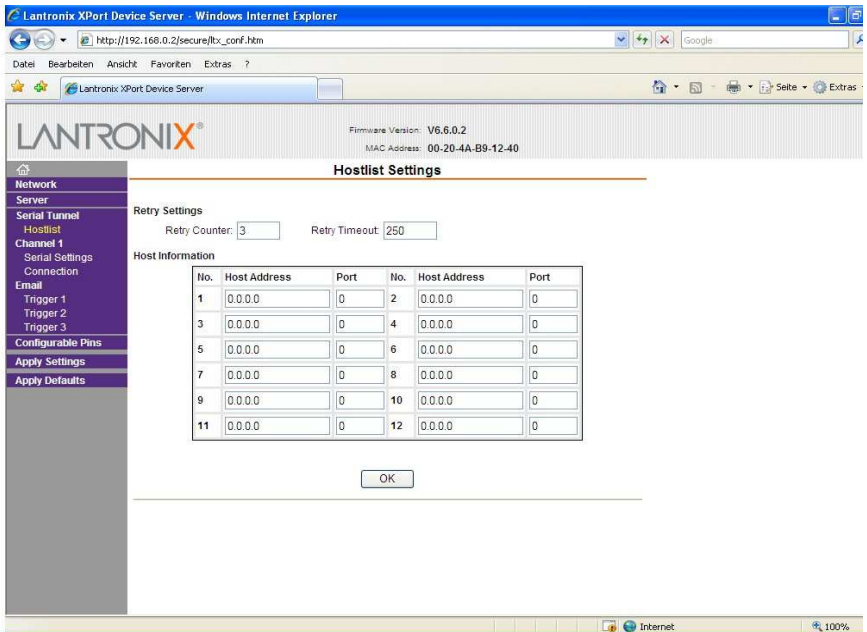 Lantronix XPort Device Server - Windows Internet Explorer
http://192.168.0.2/secure/ltx_conf.htm
Google
Datei Bearbeiten Ansicht Favoriten Extras ?
Lantronix XPort Device Server
Seite Extras
LANTRONIX®
Firmware Version: V6.6.0.2
MAC Address: 00-20-4A-B9-12-40
Network
Server
Serial Tunnel
Hostlist
Channel 1
Serial Settings
Connection
Email
Trigger 1
Trigger 2
Trigger 3
Configurable Pins
Apply Settings
Apply Defaults
Hostlist Settings
Retry Settings
Retry Counter: 3 Retry Timeout: 250
Host Information
No. Host Address Port No. Host Address Port
1 0.0.0.0 0 2 0.0.0.0 0
3 0.0.0.0 0 4 0.0.0.0 0
5 0.0.0.0 0 6 0.0.0.0 0
7 0.0.0.0 0 8 0.0.0.0 0
9 0.0.0.0 0 10 0.0.0.0 0
11 0.0.0.0 0 12 0.0.0.0 0
OK
Internet 100%